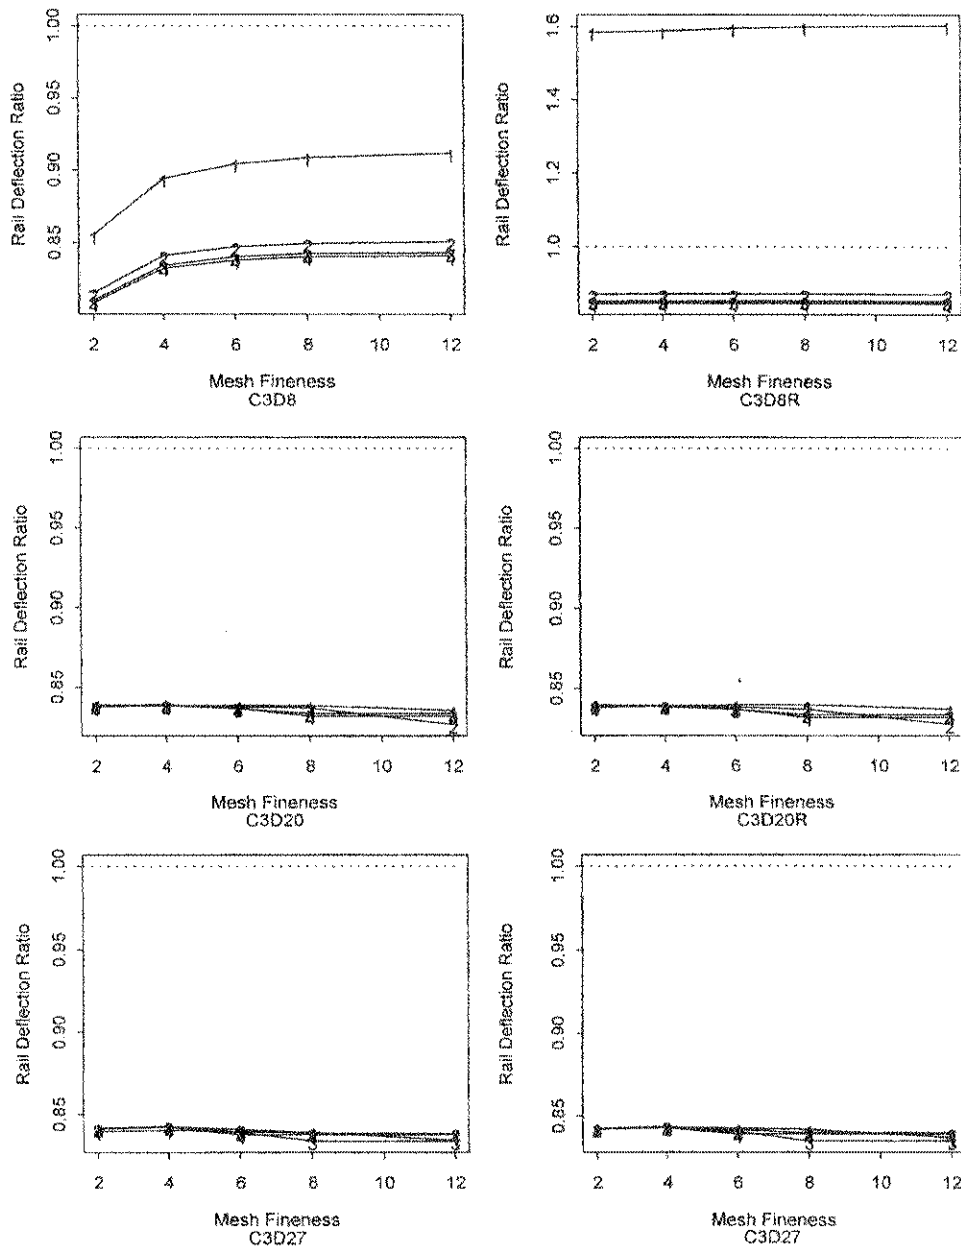 Rail Deflection Ratio
1.00
0.95
0.90
0.85
2 4 6 8 10 12
Mesh Fineness
C3D8
Rail Deflection Ratio
1.6
1.4
1.2
1.0
2 4 6 8 10 12
Mesh Fineness
C3D8R
Rail Deflection Ratio
1.00
0.95
0.90
0.85
2 4 6 8 10 12
Mesh Fineness
C3D20
Rail Deflection Ratio
1.00
0.95
0.90
0.85
2 4 6 8 10 12
Mesh Fineness
C3D20R
Rail Deflection Ratio
1.00
0.95
0.90
0.85
2 4 6 8 10 12
Mesh Fineness
C3D27
Rail Deflection Ratio
1.00
0.95
0.90
0.85
2 4 6 8 10 12
Mesh Fineness
C3D27